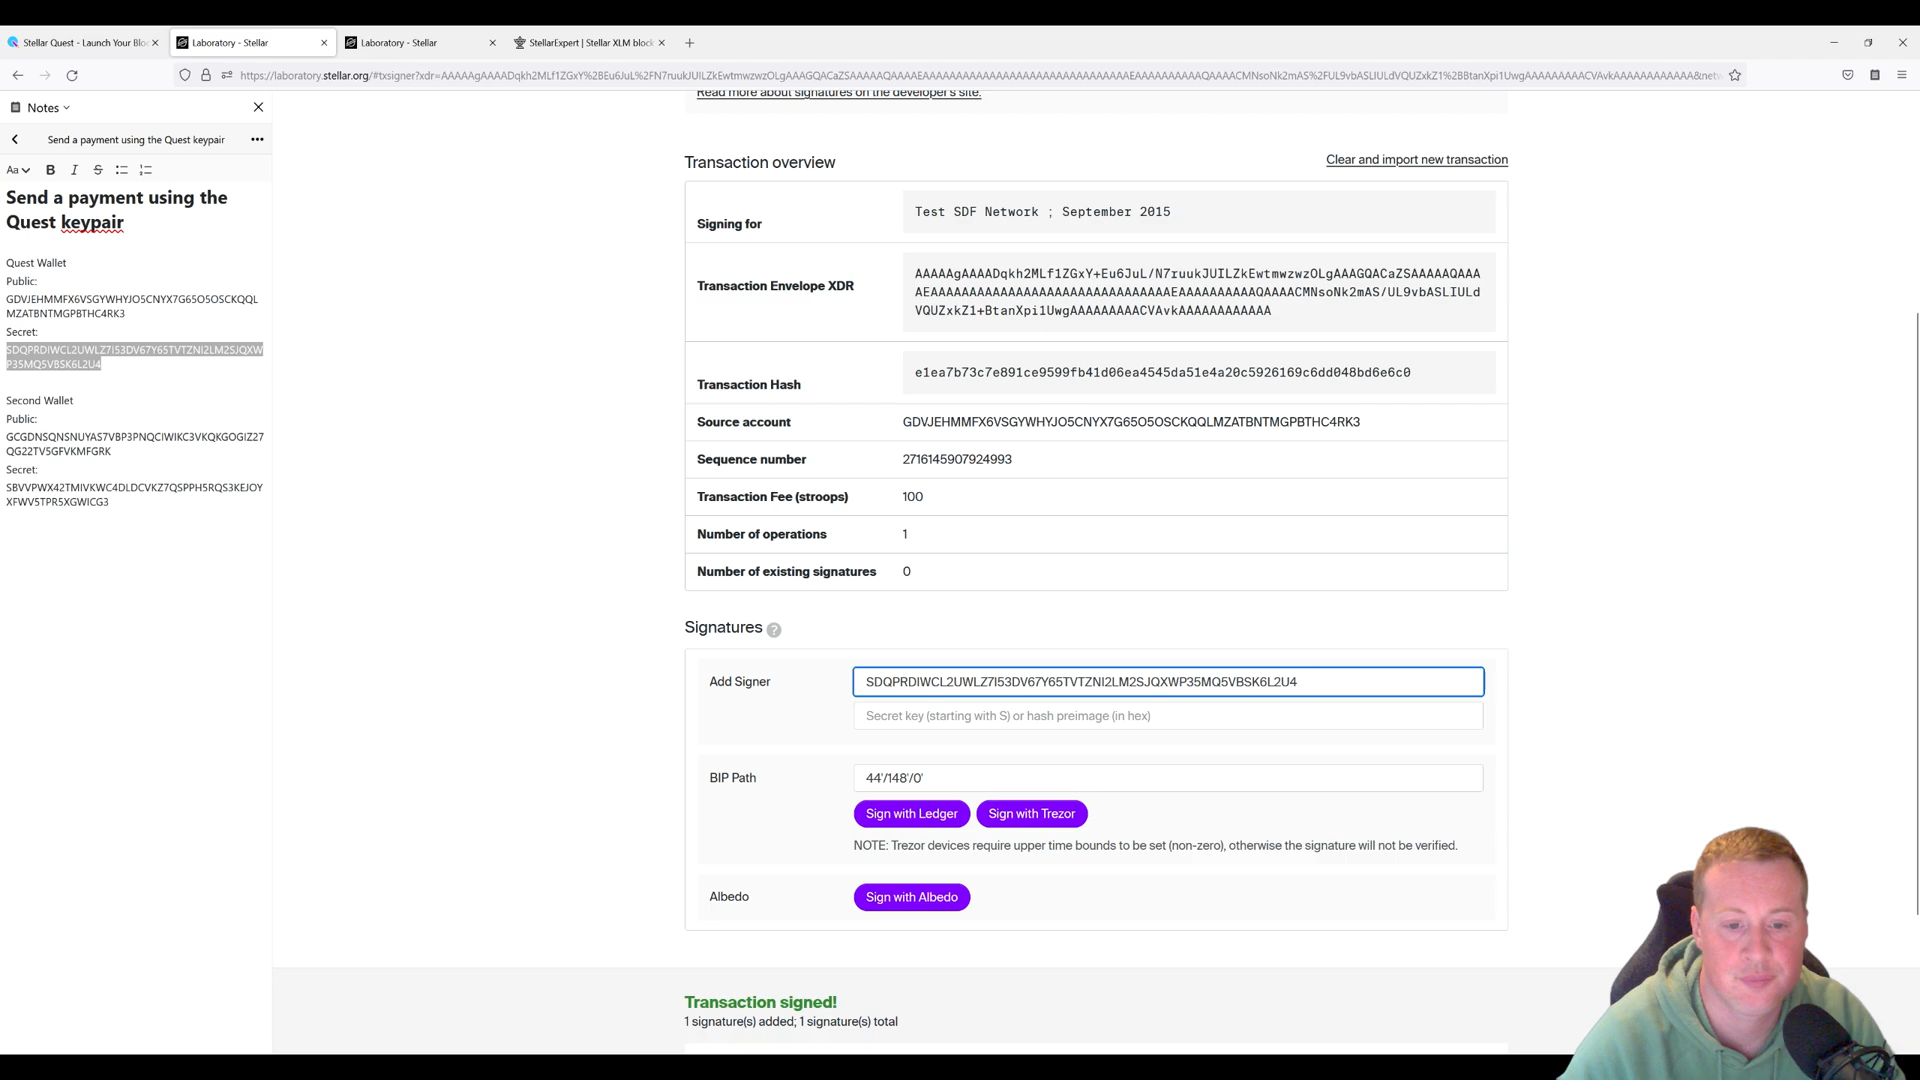 Stellar Quest - Launch Your Bloc
Laboratory - Stellar
Laboratory - Stellar
StellarExpert | Stellar XLM block
https://laboratory.stellar.org/#txsigner?xdr=AAAAAgAAAADqkh2MLf1ZGxY%2BEu6JuL%2FN7ruukJUILZkEwtmwzwzOLgAAAGQACaZSAAAAAQAAAAEAAAAAAAAAAAAAAAAAAAAAAAAAAAAAAAEAAAAAAAAAAQAAAACMNsoNk2mAS%2FUL9vbASLIULdVQUZxkZ1%2BBtanXpi1UwgAAAAAAAAAACVAvkAAAAAAAAAAAA&netw
Notes
Send a payment using the Quest keypair
Aa B I S
Send a payment using the
Quest keypair
Quest Wallet
Public:
GDVJEHMMFX6VSGYWHYJO5CNYX7G65O5OSCKQQL
MZATBNTMGPBTHC4RK3
Secret:
SDQPRDIWCL2UWLZ7I53DV67Y65TVTZNI2LM2SJQXW
P35MQ5VBSK6L2U4
Second Wallet
Public:
GCGDNSQNSNUYAS7VBP3PNQCIWIKC3VKQKGOGIZ27
QG22TV5GFVKMFGRK
Secret:
SBVVPWX42TMIVKWC4DLDCVKZ7QSPPH5RQS3KEJOY
XFWV5TPR5XGWICG3
Read more about signatures on the developer's site.
Transaction overview
Clear and import new transaction
Signing for
Test SDF Network ; September 2015
Transaction Envelope XDR
AAAAAgAAAADqkh2MLf1ZGxY+Eu6JuL/N7ruukJUILZkEwtmwzwzOLgAAAGQACaZSAAAAAQAAA
AEAAAAAAAAAAAAAAAAAAAAAAAAAAAAAAAEAAAAAAAAAAQAAAACMNsoNk2mAS/UL9vbASLIULd
VQUZxkZ1+BtanXpi1UwgAAAAAAAAAACVAvkAAAAAAAAAAAA
Transaction Hash
e1ea7b73c7e891ce9599fb41d06ea4545da51e4a20c5926169c6dd048bd6e6c0
Source account
GDVJEHMMFX6VSGYWHYJO5CNYX7G65O5OSCKQQLMZATBNTMGPBTHC4RK3
Sequence number
2716145907924993
Transaction Fee (stroops)
100
Number of operations
1
Number of existing signatures
0
Signatures ?
Add Signer
SDQPRDIWCL2UWLZ7I53DV67Y65TVTZNI2LM2SJQXWP35MQ5VBSK6L2U4
Secret key (starting with S) or hash preimage (in hex)
BIP Path
44'/148'/0'
Sign with Ledger
Sign with Trezor
NOTE: Trezor devices require upper time bounds to be set (non-zero), otherwise the signature will not be verified.
Albedo
Sign with Albedo
Transaction signed!
1 signature(s) added; 1 signature(s) total